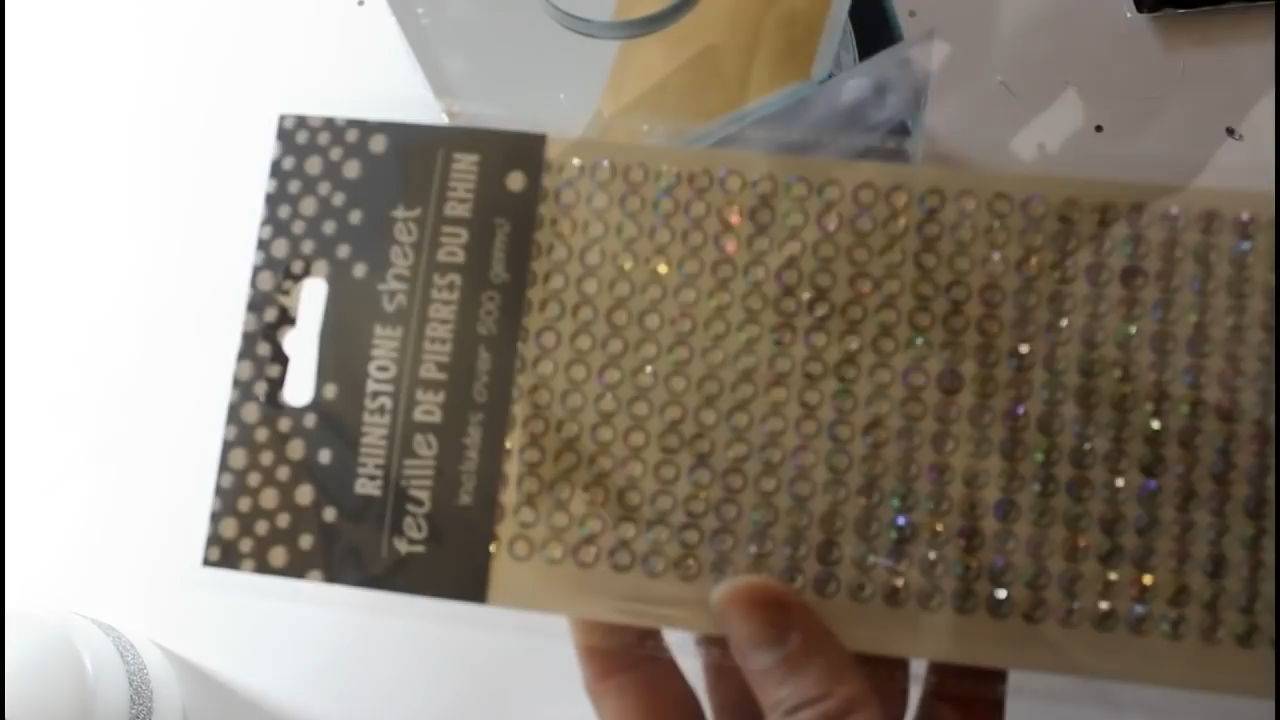 RHINESTONE sheet
feuille DE PIERRES DU RHIN
includes over 500 gems!